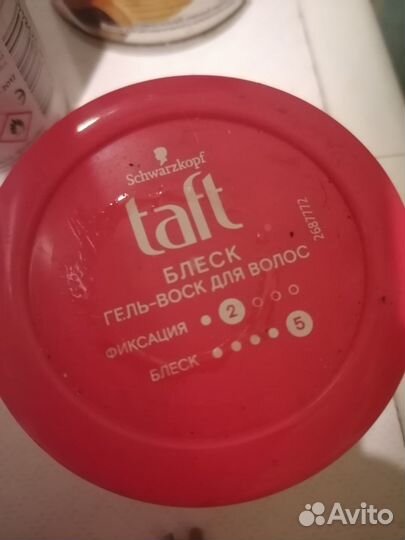 Schwarzkopf
taft
БЛЕСК
ГЕЛЬ-ВОСК ДЛЯ ВОЛОС
ФИКСАЦИЯ 2
БЛЕСК 5
2687772
Avito